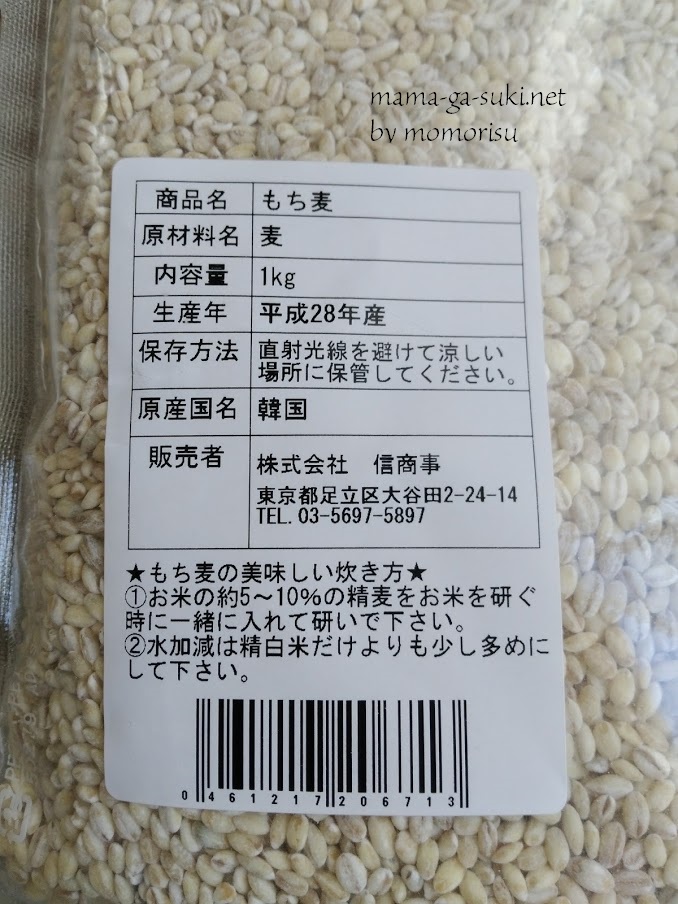 mama-ga-suki.net
by momorisu
商品名 もち麦
原材料名 麦
内容量 1kg
生産年 平成28年産
保存方法 直射光線を避けて涼しい
場所に保管してください。
原産国名 韓国
販売者 株式会社 信商事
東京都足立区大谷田2-24-14
TEL. 03-5697-5897
★もち麦の美味しい炊き方★
①お米の約5～10%の精麦をお米を研ぐ
時に一緒に入れて研いで下さい。
②水加減は精白米だけよりも少し多めに
して下さい。
0 461217 206713